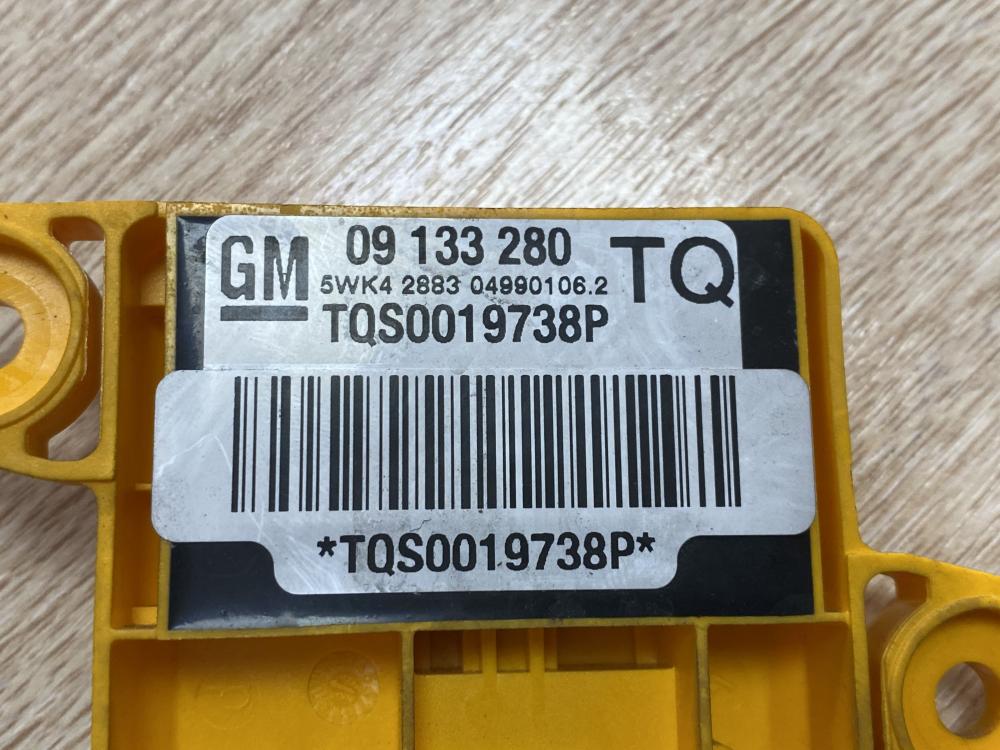 GM 09 133 280 TQ
5WK4 2883 04990106.2
TQS0019738P
*TQS0019738P*